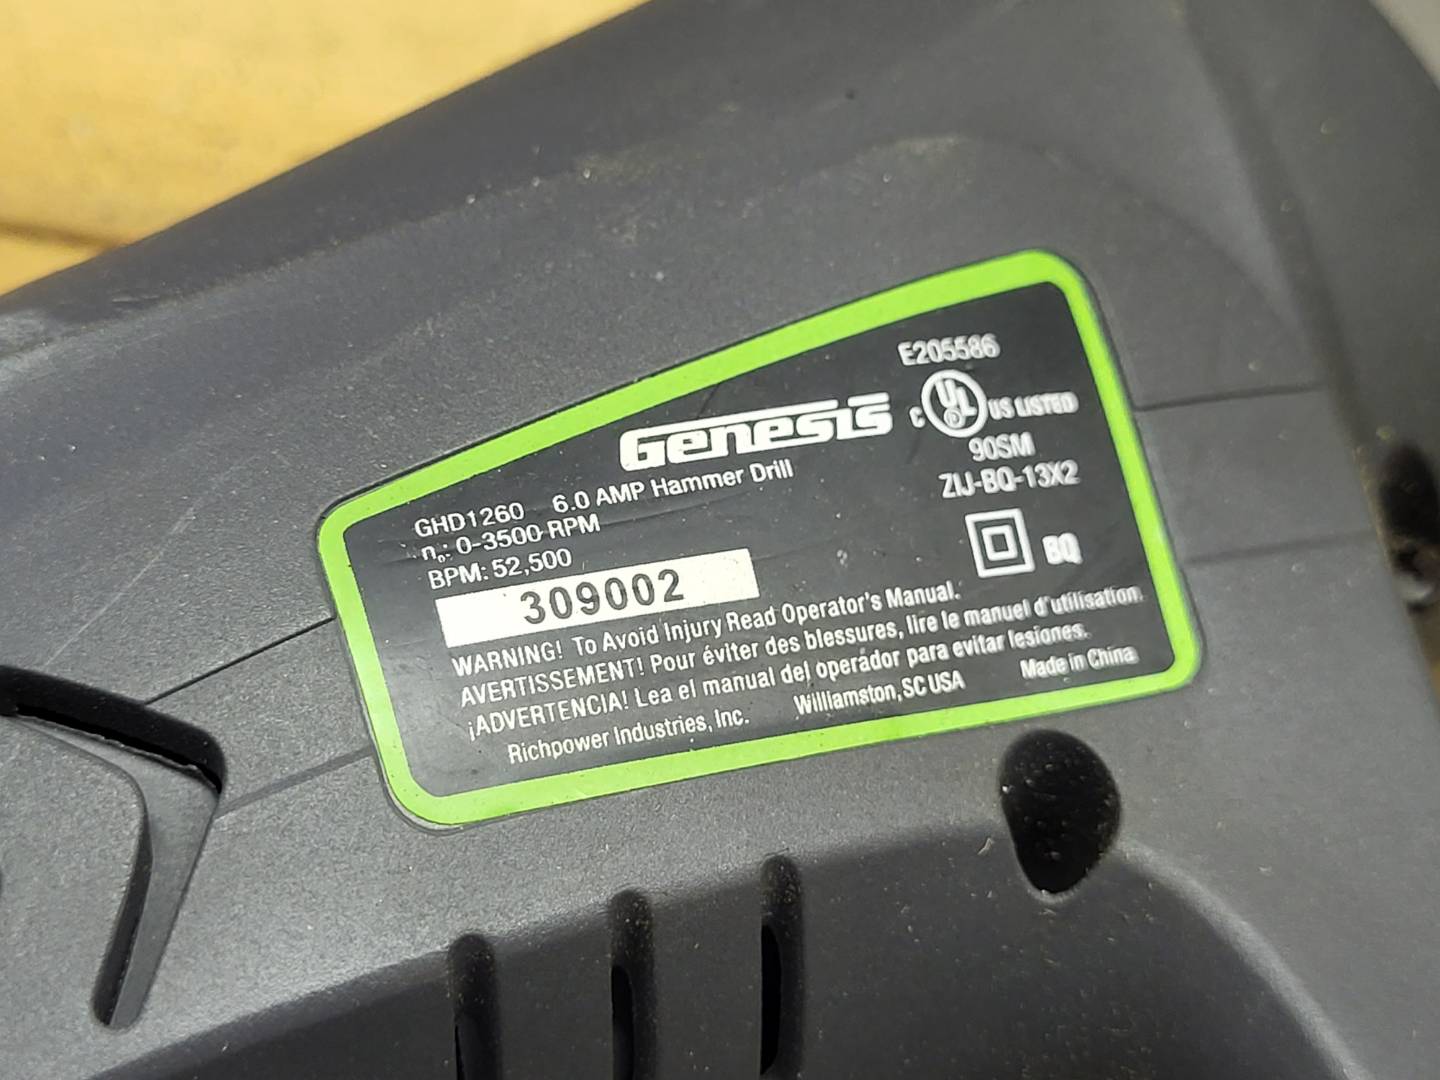 E205586
Genesis
C UL US LISTED
90SM
ZIJ-BQ-13X2
GHD1260 6.0 AMP Hammer Drill
n₀: 0-3500 RPM
BPM: 52,500
BQ
309002
WARNING! To Avoid Injury Read Operator's Manual.
AVERTISSEMENT! Pour éviter des blessures, lire le manuel d'utilisation.
¡ADVERTENCIA! Lea el manual del operador para evitar lesiones.
Richpower Industries, Inc. Williamston, SC USA Made in China